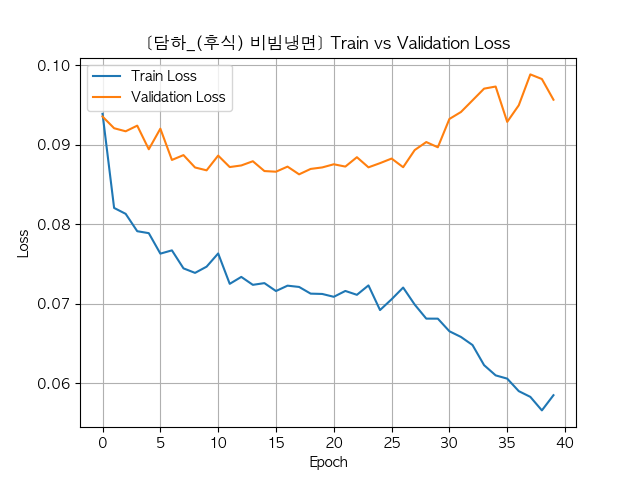 [담하_(후식) 비빔냉면] Train vs Validation Loss
Train Loss
Validation Loss
0.10
0.09
0.08
0.07
0.06
Loss
0 5 10 15 20 25 30 35 40
Epoch